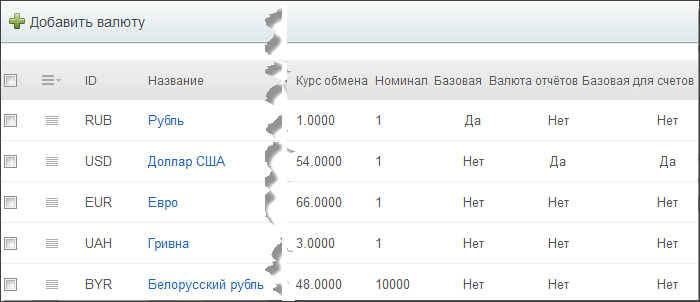 Добавить валюту
ID Название Курс обмена Номинал Базовая Валюта отчётов Базовая для счетов
RUB Рубль 1.0000 1 Да Нет Нет
USD Доллар США 54.0000 1 Нет Да Да
EUR Евро 66.0000 1 Нет Нет Нет
UAH Гривна 3.0000 1 Нет Нет Нет
BYR Белорусский рубль 48.0000 10000 Нет Нет Нет